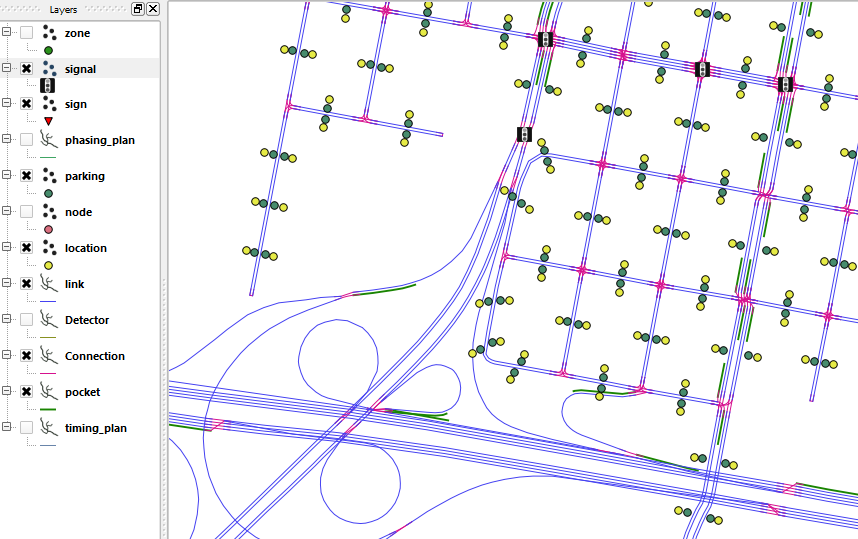 Layers
zone
signal
sign
phasing_plan
parking
node
location
link
Detector
Connection
pocket
timing_plan